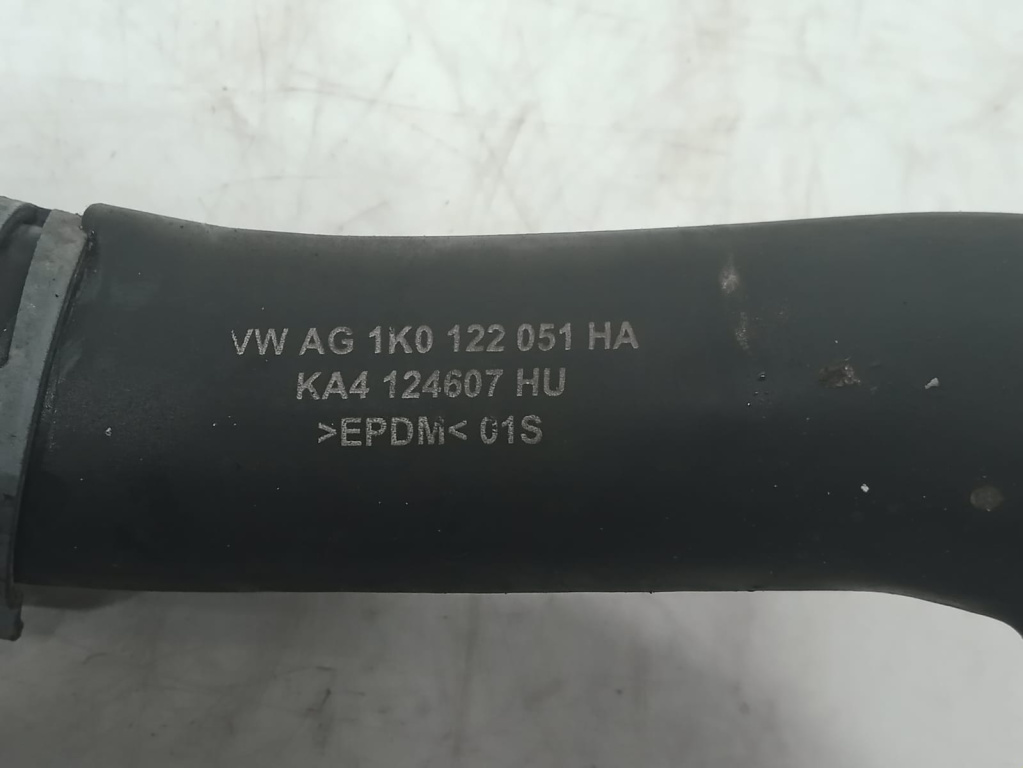 VW AG 1K0 122 051 HA
KA4 124607 HU
>EPDM< 01S